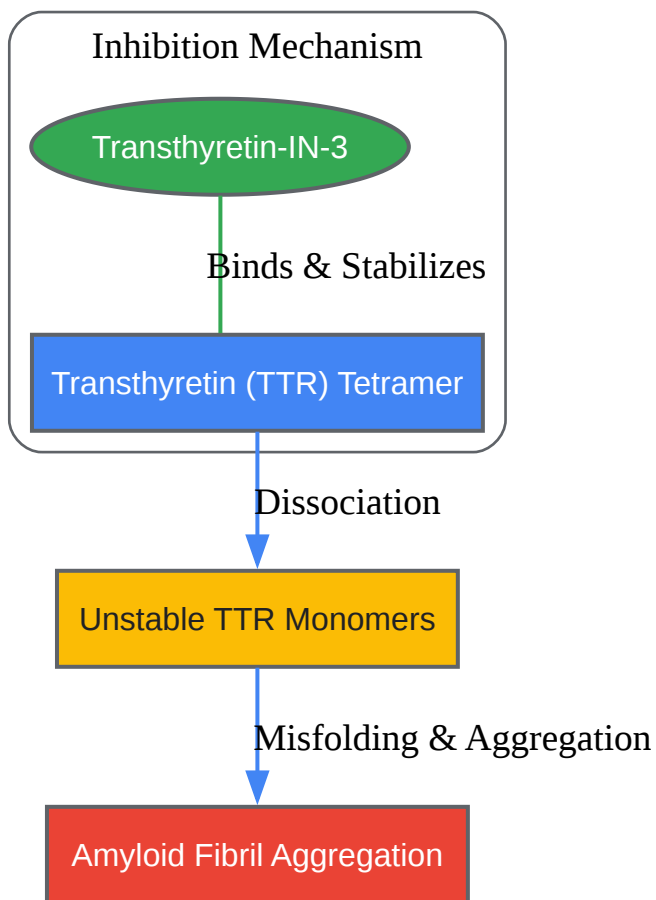 Inhibition Mechanism
Transthyretin-IN-3
Binds & Stabilizes
Transthyretin (TTR) Tetramer
Dissociation
Unstable TTR Monomers
Misfolding & Aggregation
Amyloid Fibril Aggregation